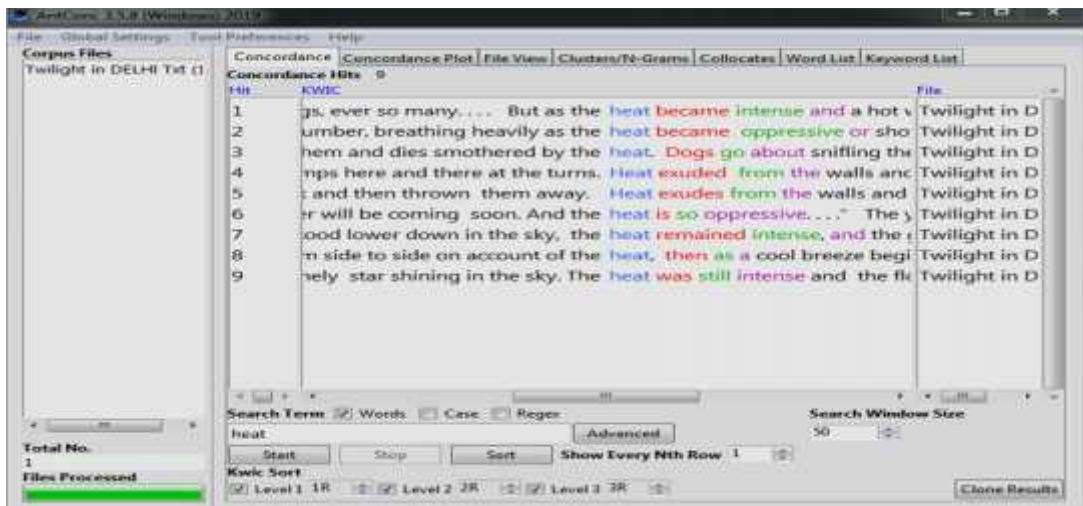 AntConc 3.5.8 (Windows) 2019
File Global Settings Tool Preferences Help
Corpus Files
Twilight in DELHI Txt (1
Concordance Concordance Plot File View Clusters/N-Grams Collocates Word List Keyword List
Concordance Hits 9
Hit KWIC File
1 gs, ever so many.... But as the heat became intense and a hot Twilight in D
2 umber, breathing heavily as the heat became oppressive or sho Twilight in D
3 hem and dies smothered by the heat. Dogs go about sniffling the Twilight in D
4 mps here and there at the turns. Heat exuded from the walls and Twilight in D
5 and then thrown them away. Heat exudes from the walls and Twilight in D
6 er will be coming soon. And the heat is so oppressive...." The Twilight in D
7 ood lower down in the sky, the heat remained intense, and the Twilight in D
8 m side to side on account of the heat, then as a cool breeze begi Twilight in D
9 nely star shining in the sky. The heat was still intense and the fl Twilight in D
Search Term Words Case Regex Search Window Size
heat Advanced 50
Total No.
1
Start Stop Sort Show Every Nth Row 1
Files Processed
Kwic Sort
Level 1 1R Level 2 2R Level 3 3R Clone Results